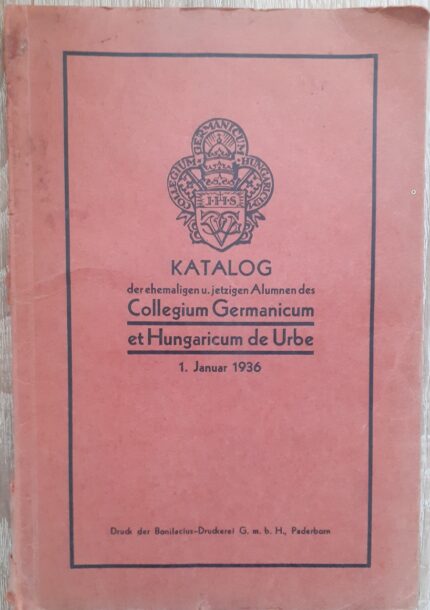 COLLEGIUM GERMANICUM HUNGARICUM
I·H·S
KATALOG
der ehemaligen u. jetzigen Alumnen des
Collegium Germanicum
et Hungaricum de Urbe
1. Januar 1936
Druck der Bonifacius-Druckerei G. m. b. H., Paderborn